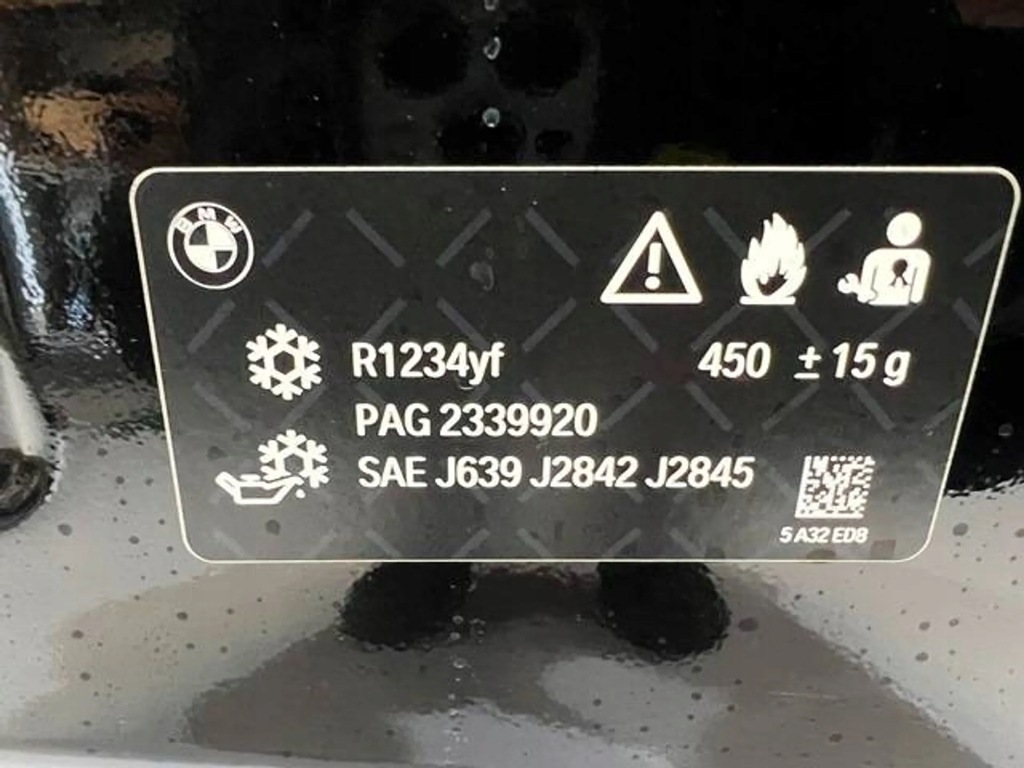 BMW
R1234yf 450 ± 15 g
PAG 2339920
SAE J639 J2842 J2845
5 A32 ED8